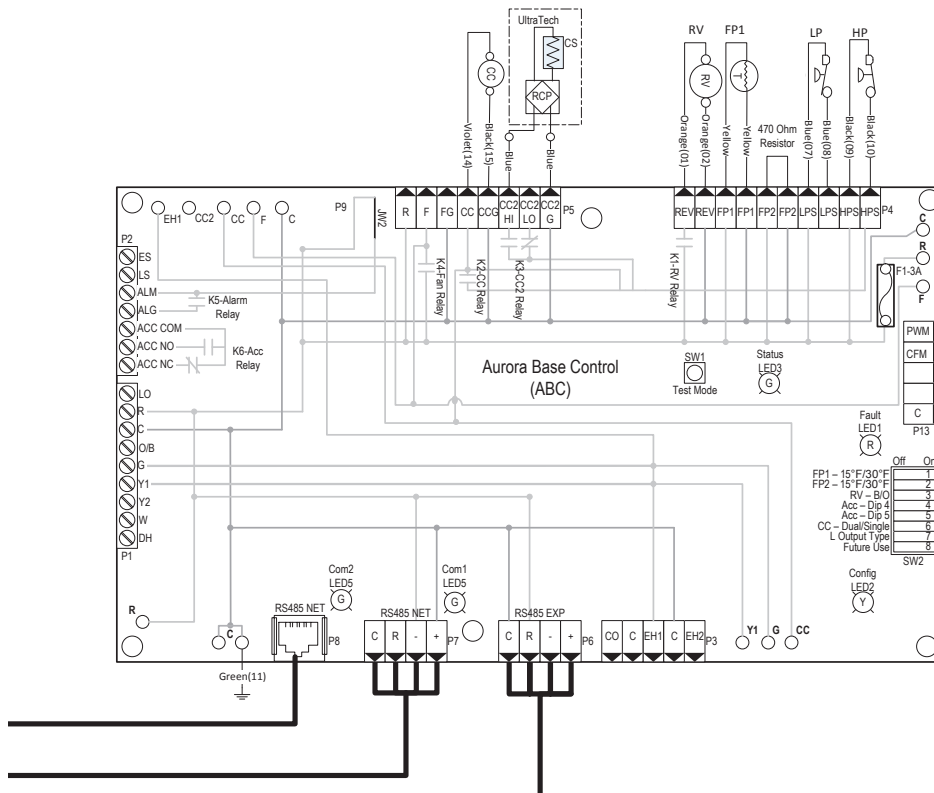 UltraTech
CS
RCP
CC
RV
RV
FP1
T
LP
HP
470 Ohm
Resistor
Violet(14)
Black(15)
Blue
Blue
Orange(01)
Orange(02)
Yellow
Yellow
Blue(07)
Blue(08)
Black(09)
Black(10)
EH1
CC2
CC
F
C
P9
JW2
R
F
FG
CC
CCG
CC2 HI
CC2 LO
CC2 G
P5
REV
REV
FP1
FP1
FP2
FP2
LPS
LPS
HPS
HPS
P4
C
R
F1-3A
F
P2
ES
LS
ALM
ALG
ACC COM
ACC NO
ACC NC
K5-Alarm
Relay
K6-Acc
Relay
K4-Fan Relay
K2-CC Relay
K3-CC2 Relay
K1-RV Relay
Aurora Base Control
(ABC)
SW1
Test Mode
Status
LED3
G
PWM
CFM
C
P13
Fault
LED1
R
LO
R
C
O/B
G
Y1
Y2
W
DH
P1
Off
On
FP1 – 15°F/30°F 1
FP2 – 15°F/30°F 2
RV – B/O 3
Acc – Dip 4 4
Acc – Dip 5 5
CC – Dual/Single 6
L Output Type 7
Future Use 8
SW2
Config
LED2
Y
R
C
Green(11)
Com2
LED5
G
RS485 NET
P8
Com1
LED5
G
RS485 NET
C
R
-
+
P7
RS485 EXP
C
R
-
+
P6
CO
C
EH1
C
EH2
P3
Y1
G
CC